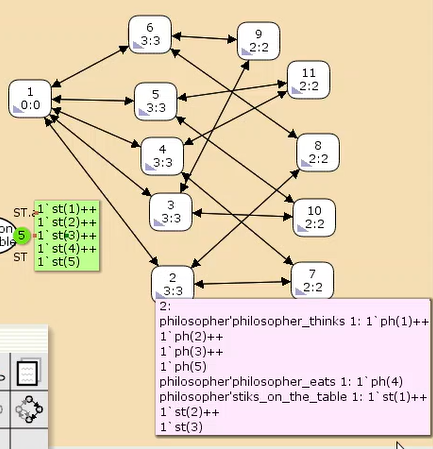 6
3:3
9
2:2
1
0:0
11
2:2
5
3:3
4
3:3
8
2:2
3
3:3
10
2:2
ST
1`st(1)++
1`st(2)++
1`st(3)++
1`st(4)++
1`st(5)
5
ST
2
3:3
7
2:2
2:
philosopher'philosopher_thinks 1: 1`ph(1)++
1`ph(2)++
1`ph(3)++
1`ph(5)
philosopher'philosopher_eats 1: 1`ph(4)
philosopher'stiks_on_the_table 1: 1`st(1)++
1`st(2)++
1`st(3)